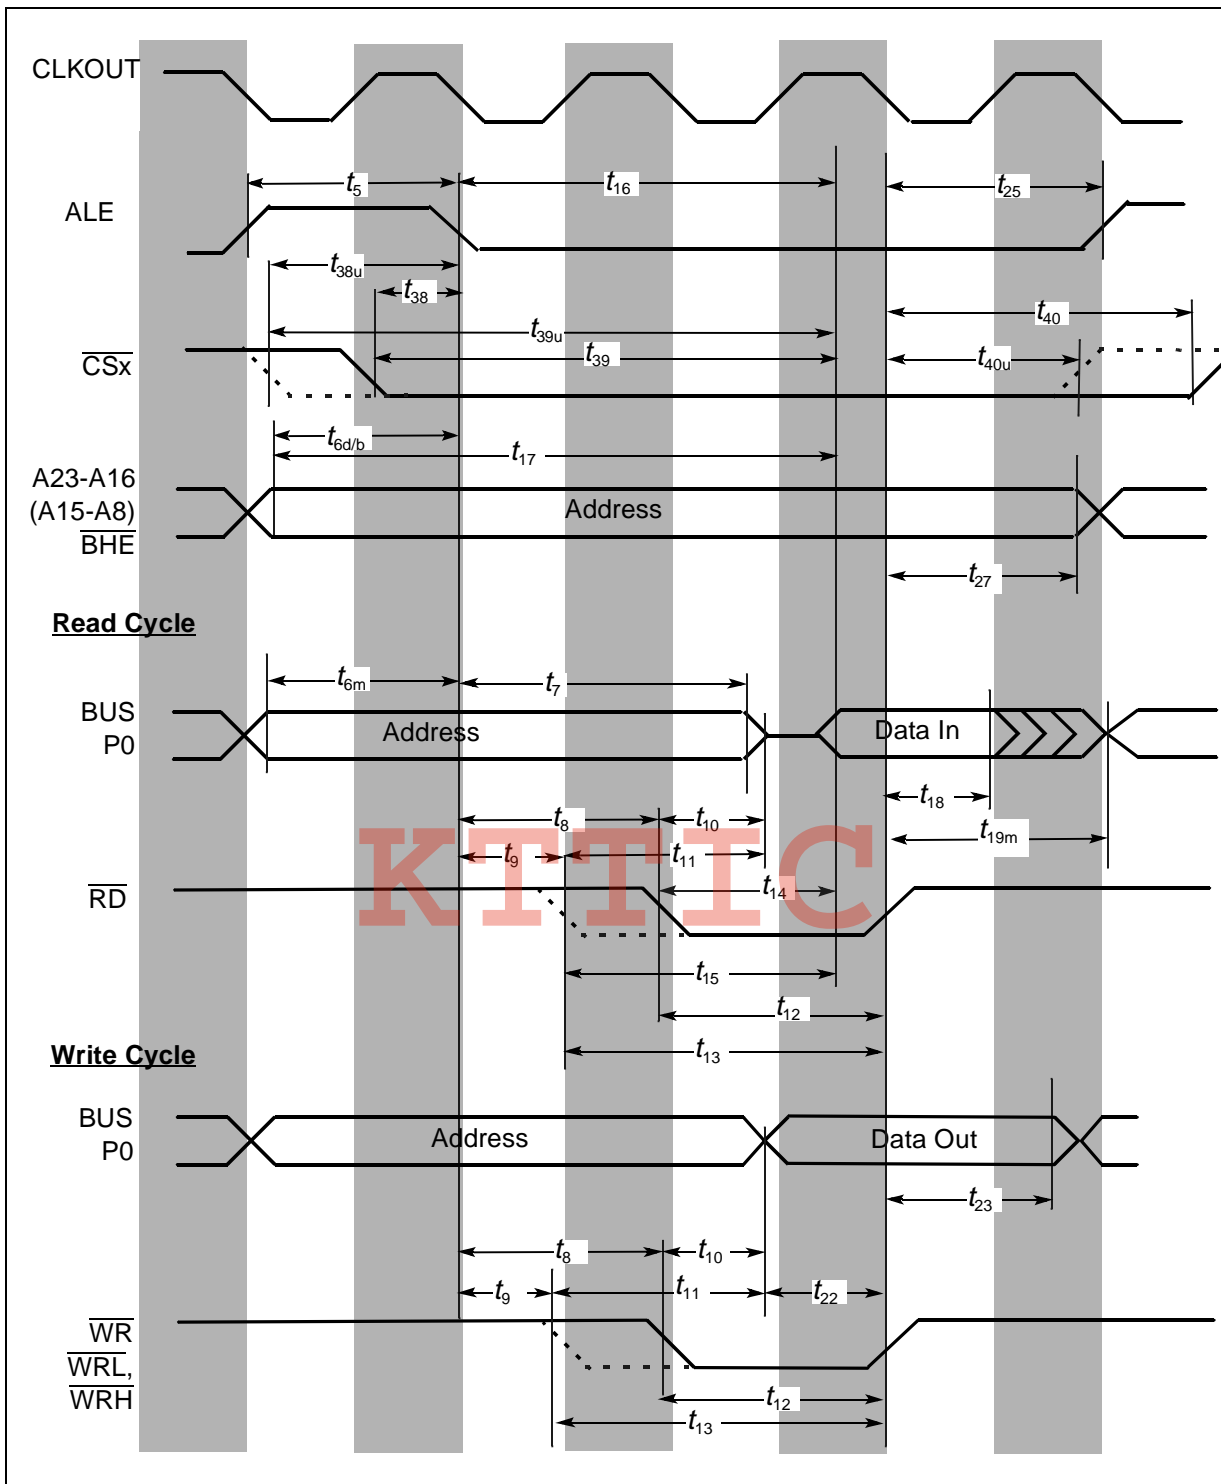 CLKOUT
t5
t16
t25
ALE
t38u
t38
t39u
t40
t39
t40u
CSx
t6d/b
t17
A23-A16
(A15-A8)
BHE
Address
t27
Read Cycle
t6m
t7
BUS
P0
Address
Data In
t18
t8
t10
t19m
t9
t11
KTTIC
RD
t14
t15
t12
Write Cycle
t13
BUS
P0
Address
Data Out
t23
t8
t10
t9
t11
t22
WR
WRL,
WRH
t12
t13